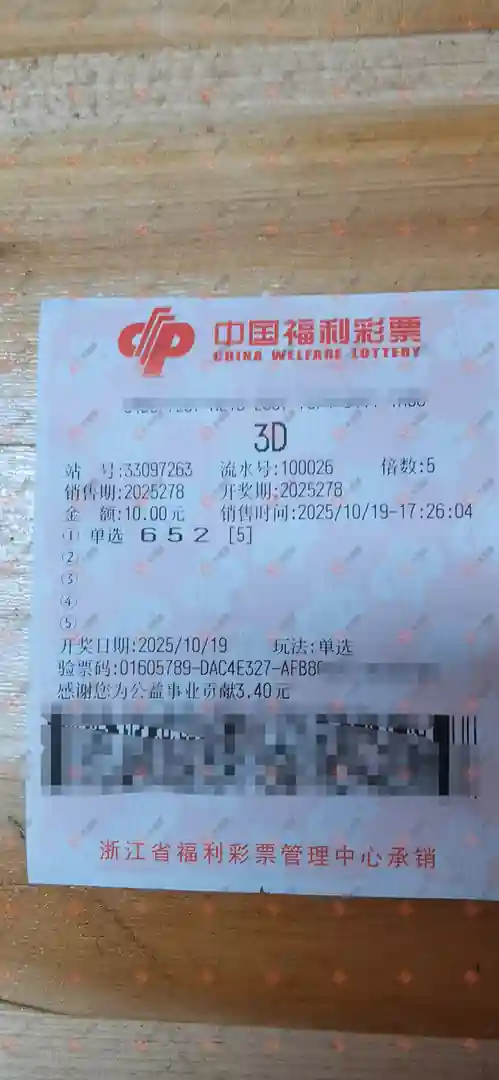 中国福利彩票
CHINA WELFARE LOTTERY
3D
站 号:33097263 流水号:100026 倍数:5
销售期:2025278 开奖期:2025278
金 额:10.00元 销售时间:2025/10/19-17:26:04
① 单选 6 5 2 [5]
②
③
④
⑤
开奖日期:2025/10/19 玩法:单选
验票码:01605789-DAC4E327-AFB8
感谢您为公益事业贡献3.40元
浙江省福利彩票管理中心承销